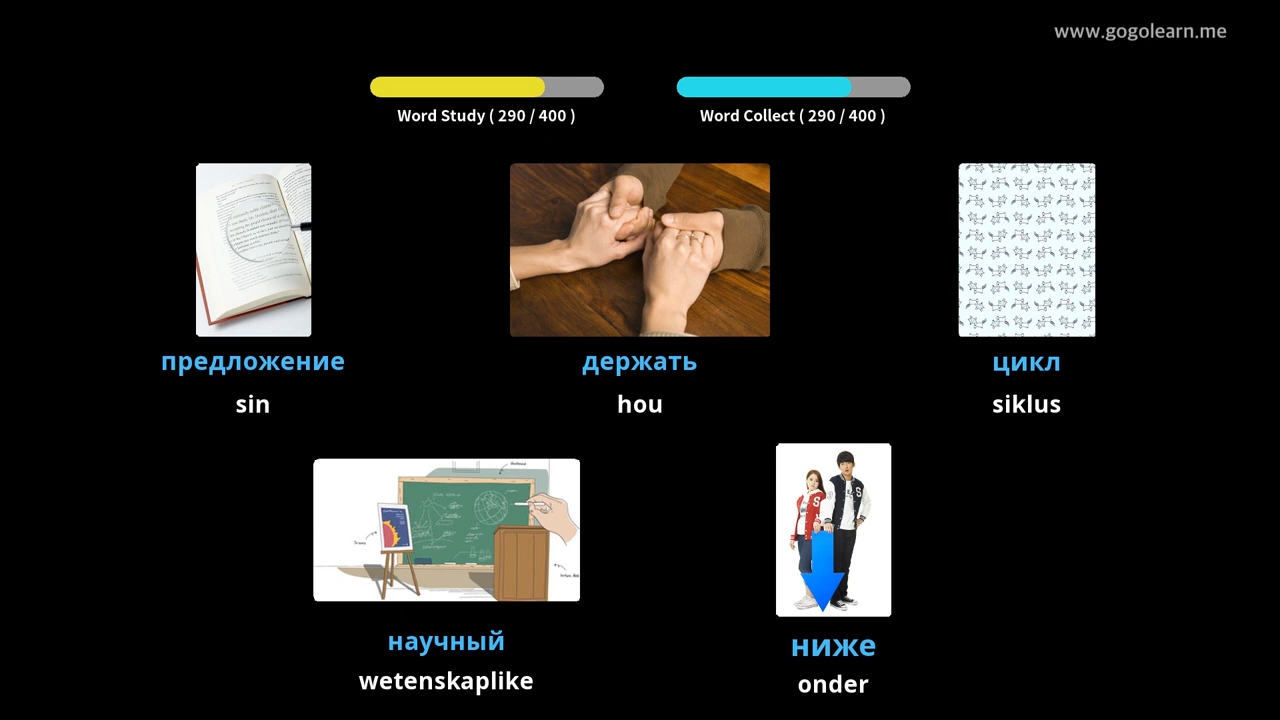 www.gogolearn.me
Word Study ( 290 / 400 )
Word Collect ( 290 / 400 )
предложение
держать
цикл
sin
hou
siklus
научный
ниже
wetenskaplike
onder